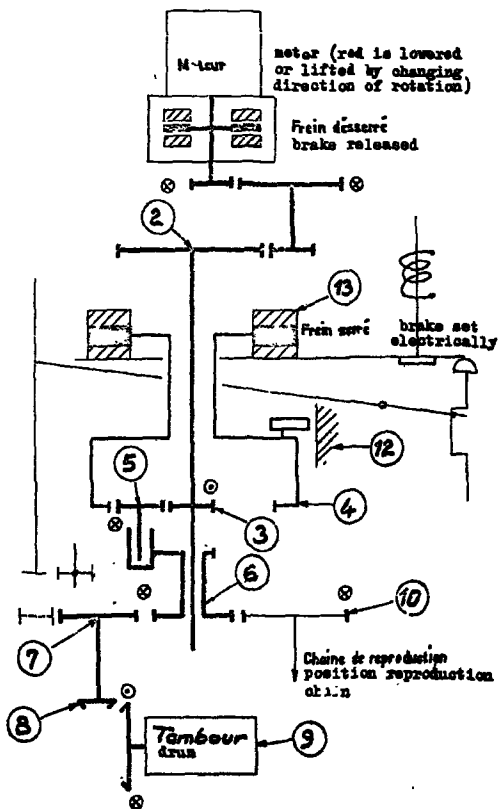 Moteur
motor (rod is lowered
or lifted by changing
direction of rotation)
Frein désserré
brake released
2
13
Frein serré
brake set
electrically
5
12
4
3
6
10
7
Chaine de reproduction
position reproduction
chain
8
Tambour
drum
9